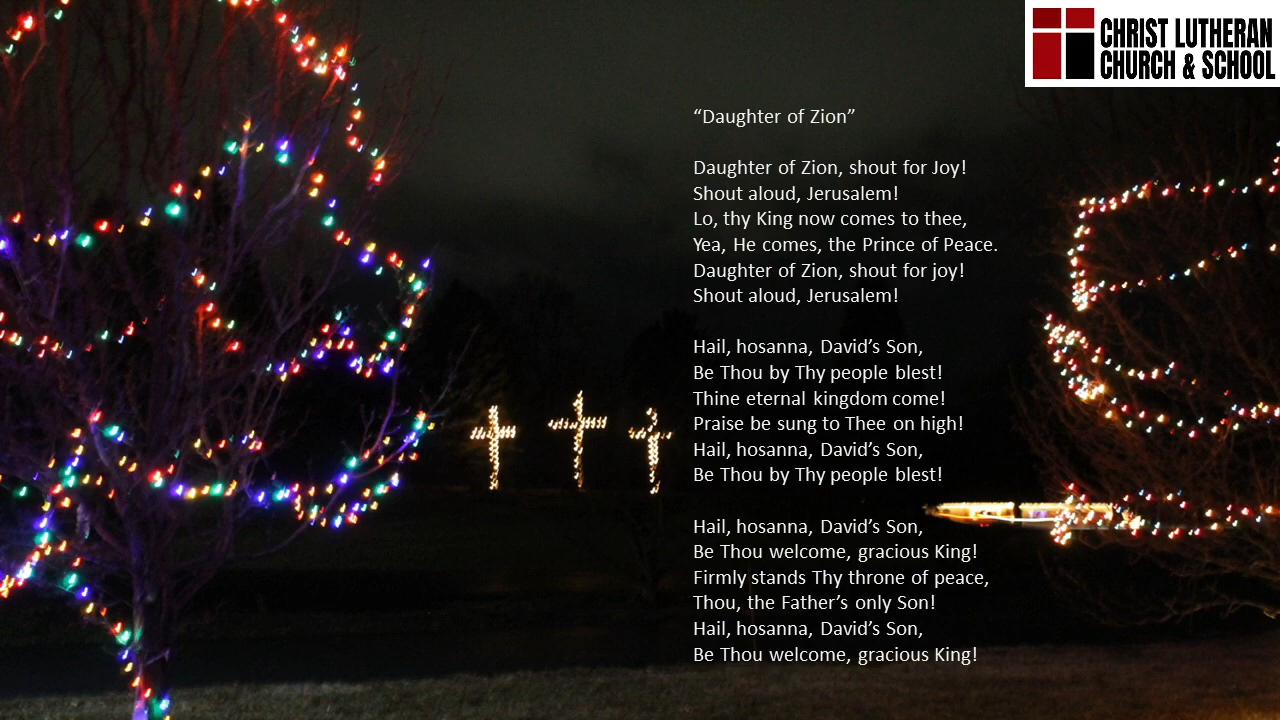 CHRIST LUTHERAN
CHURCH & SCHOOL
“Daughter of Zion”
Daughter of Zion, shout for Joy!
Shout aloud, Jerusalem!
Lo, thy King now comes to thee,
Yea, He comes, the Prince of Peace.
Daughter of Zion, shout for joy!
Shout aloud, Jerusalem!
Hail, hosanna, David’s Son,
Be Thou by Thy people blest!
Thine eternal kingdom come!
Praise be sung to Thee on high!
Hail, hosanna, David’s Son,
Be Thou by Thy people blest!
Hail, hosanna, David’s Son,
Be Thou welcome, gracious King!
Firmly stands Thy throne of peace,
Thou, the Father’s only Son!
Hail, hosanna, David’s Son,
Be Thou welcome, gracious King!